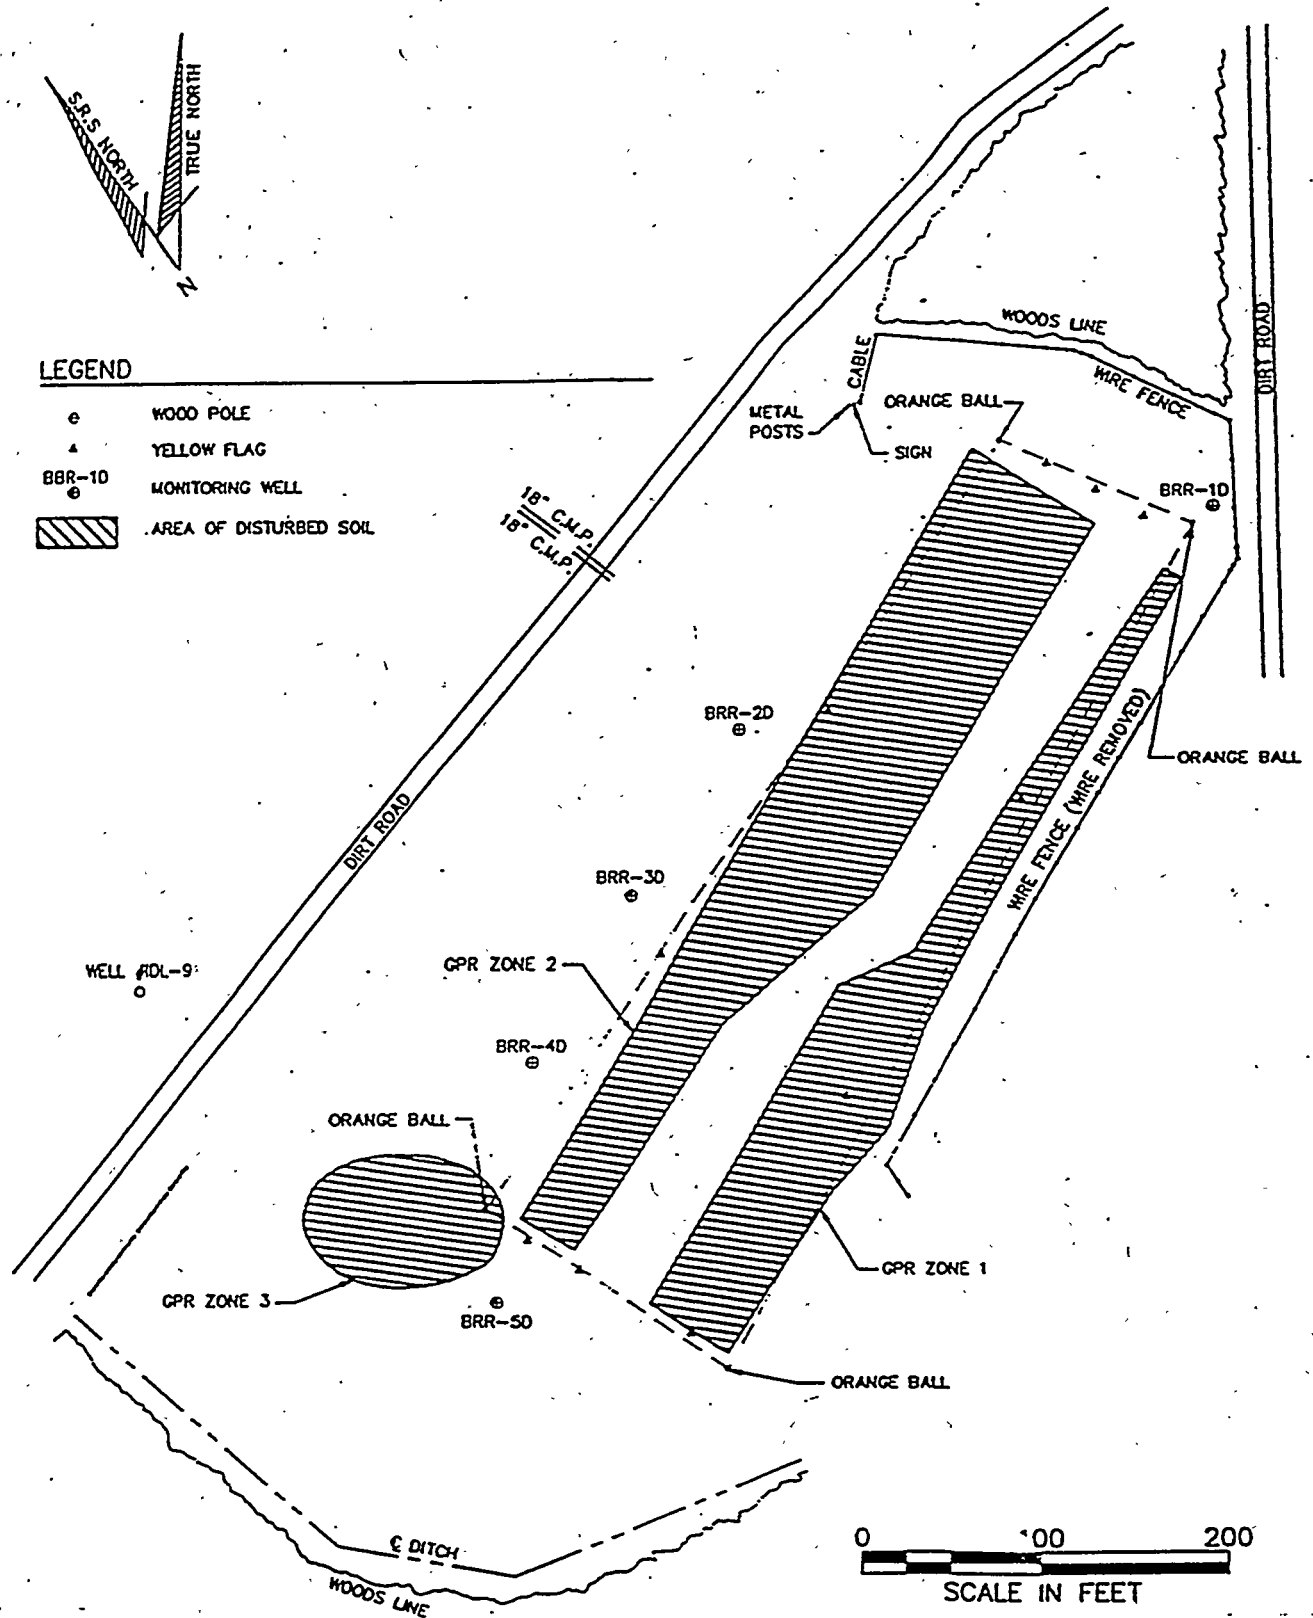 S.R.S NORTH
TRUE NORTH
N
LEGEND
WOOD POLE
YELLOW FLAG
BBR-1D
MONITORING WELL
AREA OF DISTURBED SOIL
18" C.M.P.
18" C.M.P.
WOODS LINE
DIRT ROAD
CABLE
WIRE FENCE
METAL
POSTS
ORANGE BALL
SIGN
BRR-1D
BRR-2D
WIRE FENCE (WIRE REMOVED)
ORANGE BALL
DIRT ROAD
BRR-3D
GPR ZONE 2
WELL
BRR-4D
ORANGE BALL
GPR ZONE 1
GPR ZONE 3
BRR-5D
ORANGE BALL
℄ DITCH
WOODS LINE
0 100 200
SCALE IN FEET